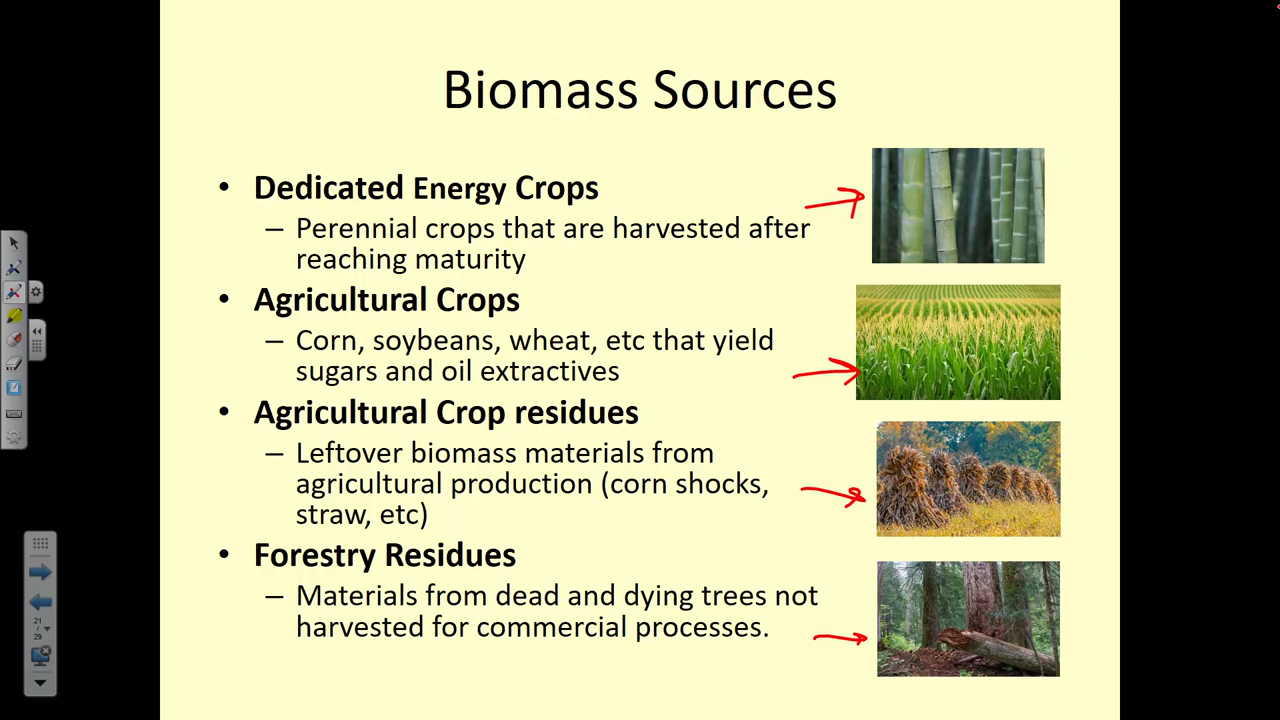 Biomass Sources
• Dedicated Energy Crops
– Perennial crops that are harvested after
reaching maturity
• Agricultural Crops
– Corn, soybeans, wheat, etc that yield
sugars and oil extractives
• Agricultural Crop residues
– Leftover biomass materials from
agricultural production (corn shocks,
straw, etc)
• Forestry Residues
– Materials from dead and dying trees not
harvested for commercial processes.
21
/
29